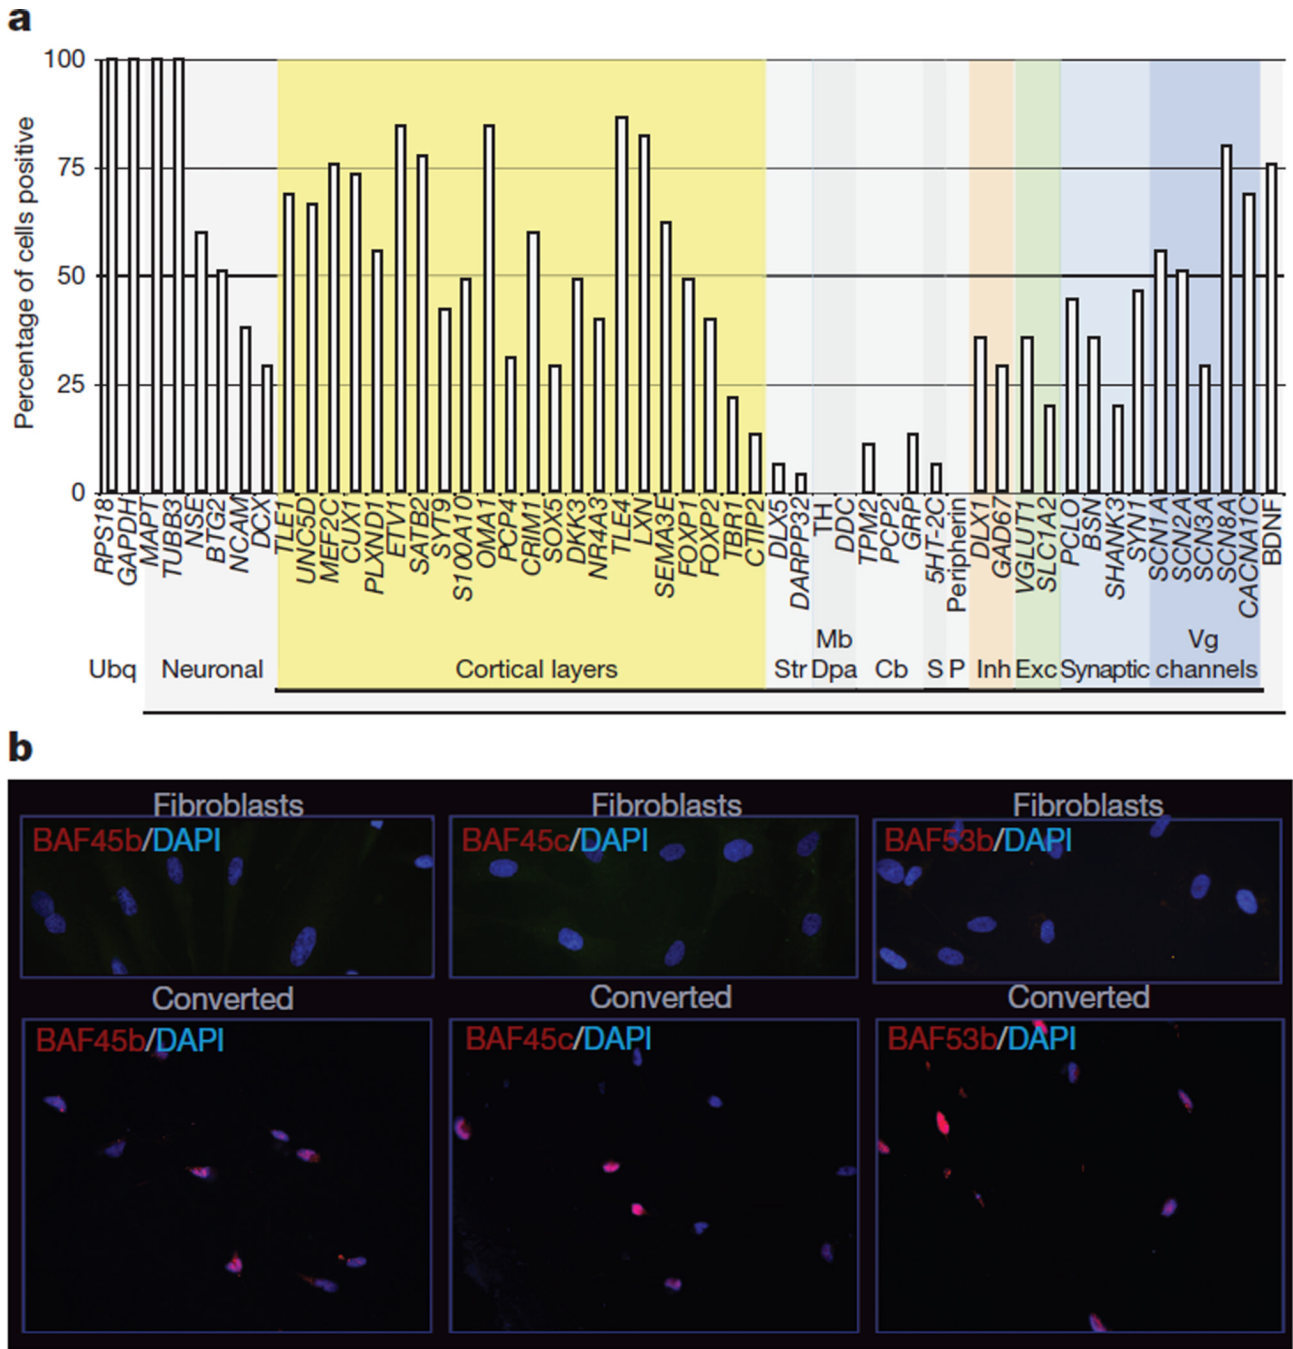 a
100
75
50
25
0
Percentage of cells positive
RPS18
GAPDH
MAPT
TUBB3
NSE
BTG2
NCAM
DCX
TLE1
UNC5D
MEF2C
CUX1
PLXND1
ETV1
SATB2
SYT9
S100A10
OMA1
PCP4
CRIM1
SOX5
DKK3
NR4A3
TLE4
LXN
SEMA3E
FOXP1
FOXP2
TBR1
CTIP2
DLX5
DARPP32
TH
DDC
TPM2
PCP2
GRP
5HT-2C
Peripherin
DLX1
GAD67
VGLUT1
SLC1A2
PCLO
BSN
SHANK3
SYN1
SCN1A
SCN2A
SCN3A
SCN8A
CACNA1C
BDNF
Mb Vg
Ubq Neuronal Cortical layers Str Dpa Cb S P Inh Exc Synaptic channels
b
Fibroblasts Fibroblasts Fibroblasts
BAF45b/DAPI BAF45c/DAPI BAF53b/DAPI
Converted Converted Converted
BAF45b/DAPI BAF45c/DAPI BAF53b/DAPI